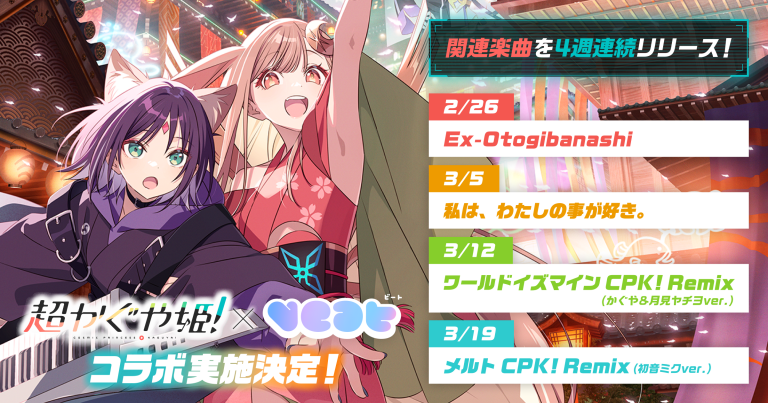 関連楽曲を4週連続リリース！
2/26
Ex-Otogibanashi
3/5
私は、わたしの事が好き。
3/12
ワールドイズマイン CPK! Remix
(かぐや&月見ヤチヨver.)
3/19
メルト CPK! Remix (初音ミクver.)
超かぐや姫!
COSMIC PRINCESS KAGUYA!
×
ビート
veat
コラボ実施決定！